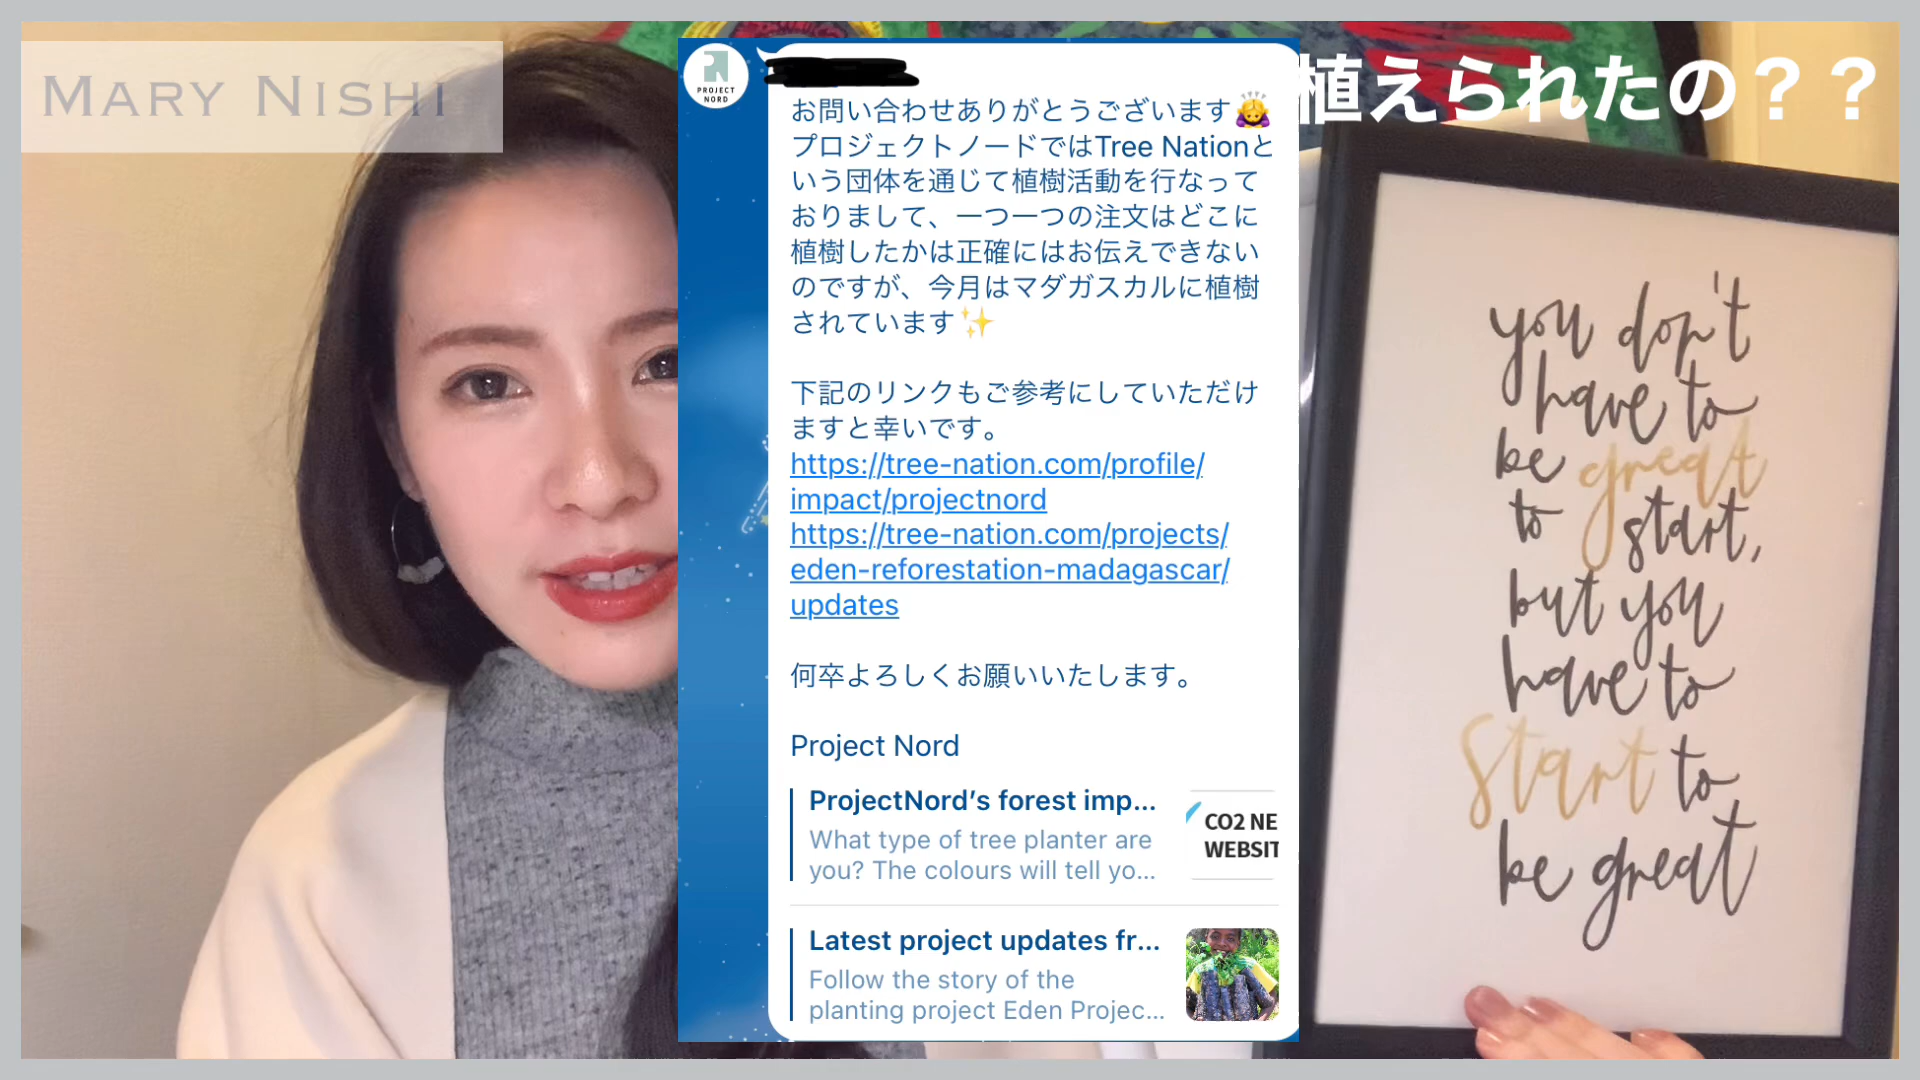 MARY NISHI
植えられたの？？
PROJECT
NORD
お問い合わせありがとうございます🙇‍♀️
プロジェクトノードではTree Nationと
いう団体を通じて植樹活動を行なって
おりまして、一つ一つの注文はどこに
植樹したかは正確にはお伝えできない
のですが、今月はマダガスカルに植樹
されています✨
下記のリンクもご参考にしていただけ
ますと幸いです。
https://tree-nation.com/profile/
impact/projectnord
https://tree-nation.com/projects/
eden-reforestation-madagascar/
updates
何卒よろしくお願いいたします。
Project Nord
ProjectNord’s forest imp...
What type of tree planter are
you? The colours will tell yo...
CO2 NE
WEBSIT
Latest project updates fr...
Follow the story of the
planting project Eden Projec...
you don't
have to
be great
to start,
but you
have to
start to
be great